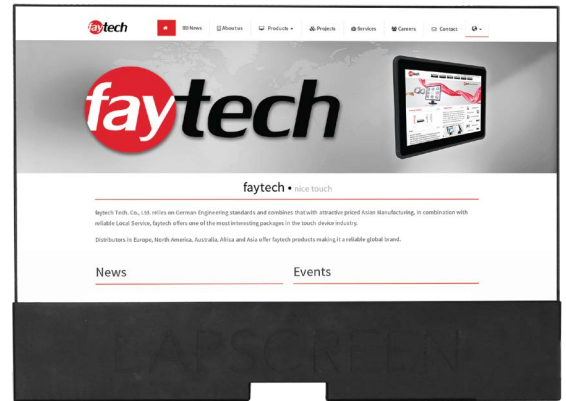 faytech
News
About us
Products
Projects
Services
Careers
Contact
faytech
faytech • nice touch
faytech Tech. Co., Ltd. relies on German Engineering standards and combines that with attractive priced Asian Manufacturing. In combination with
reliable Local Service, faytech offers one of the most interesting packages in the touch device industry.
Distributors in Europe, North America, Australia, Africa and Asia offer faytech products making it a reliable global brand.
News
Events
LAPSCREEN